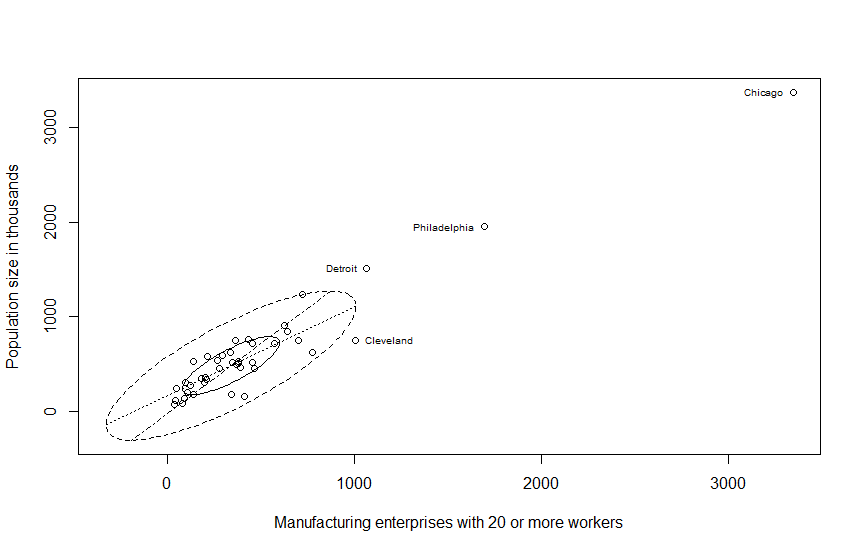 Chicago
Philadelphia
Detroit
Cleveland
3000
2000
1000
0
Population size in thousands
0 1000 2000 3000
Manufacturing enterprises with 20 or more workers